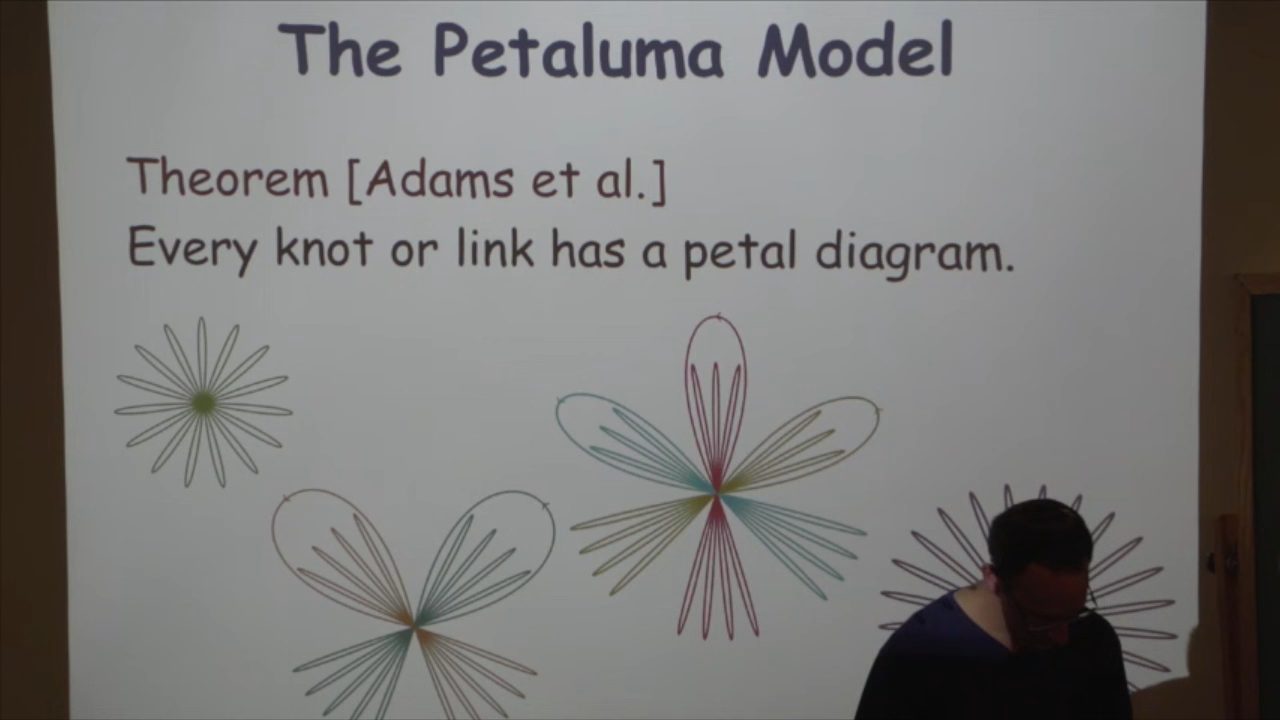 The Petaluma Model
Theorem [Adams et al.]
Every knot or link has a petal diagram.